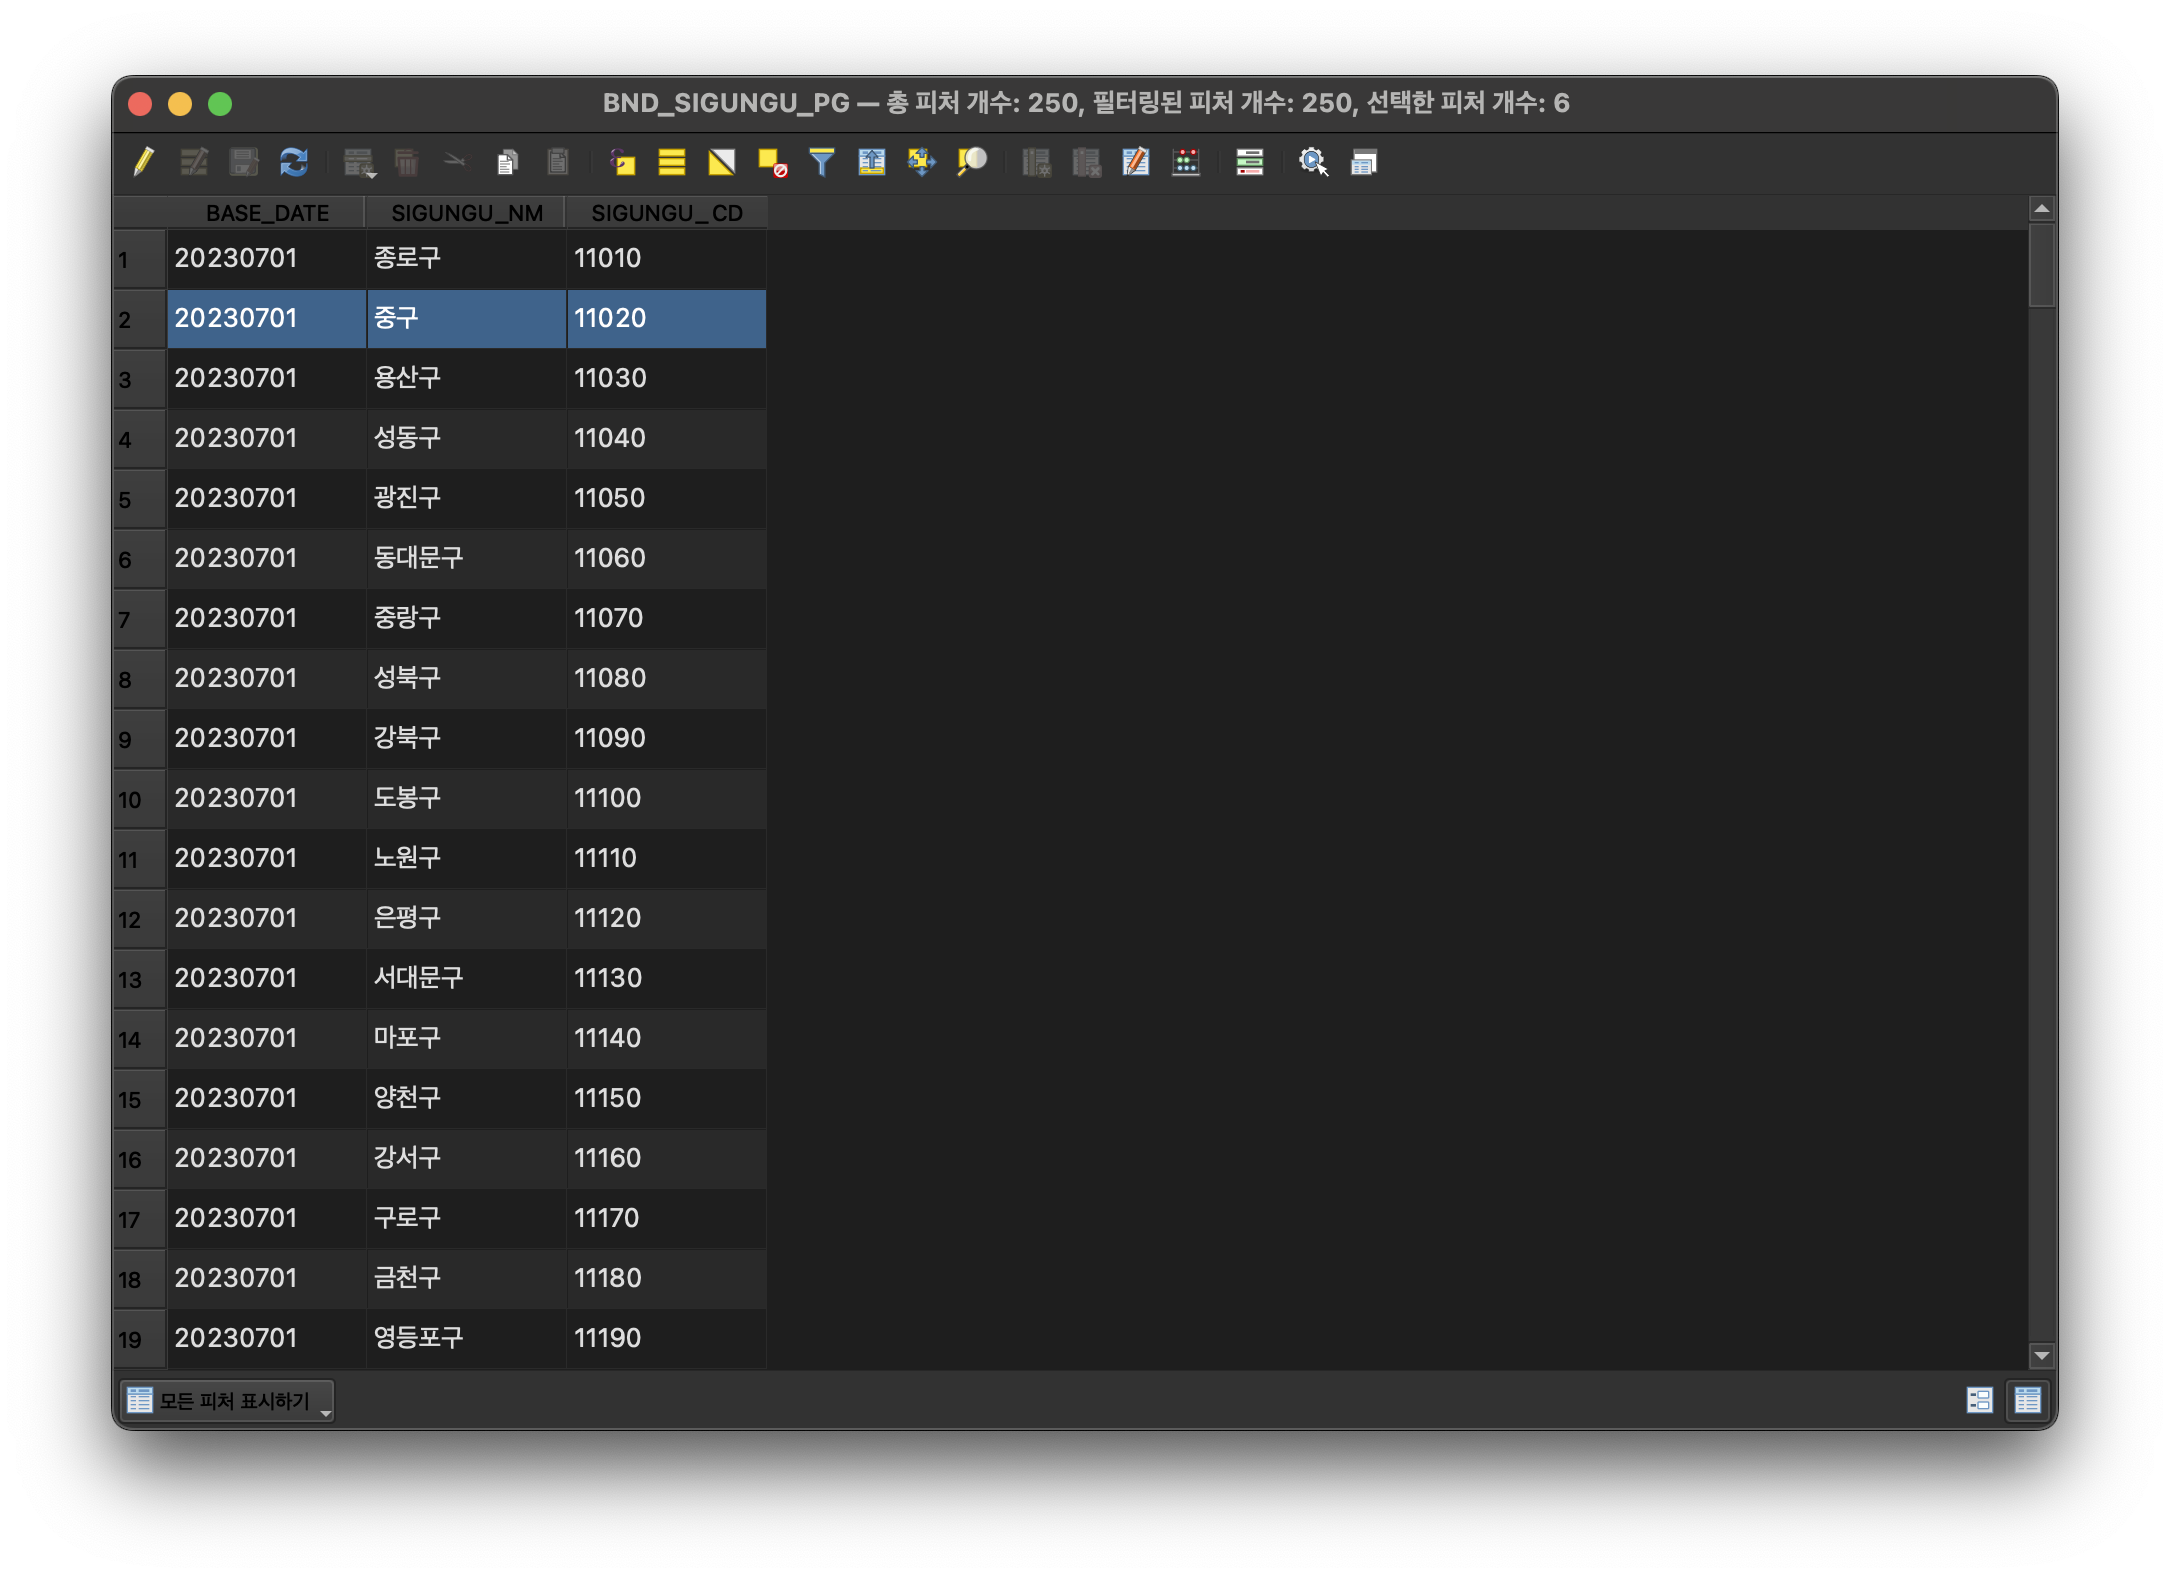 BND_SIGUNGU_PG — 총 피처 개수: 250, 필터링된 피처 개수: 250, 선택한 피처 개수: 6
BASE_DATE SIGUNGU_NM SIGUNGU_CD
1 20230701 종로구 11010
2 20230701 중구 11020
3 20230701 용산구 11030
4 20230701 성동구 11040
5 20230701 광진구 11050
6 20230701 동대문구 11060
7 20230701 중랑구 11070
8 20230701 성북구 11080
9 20230701 강북구 11090
10 20230701 도봉구 11100
11 20230701 노원구 11110
12 20230701 은평구 11120
13 20230701 서대문구 11130
14 20230701 마포구 11140
15 20230701 양천구 11150
16 20230701 강서구 11160
17 20230701 구로구 11170
18 20230701 금천구 11180
19 20230701 영등포구 11190
모든 피처 표시하기